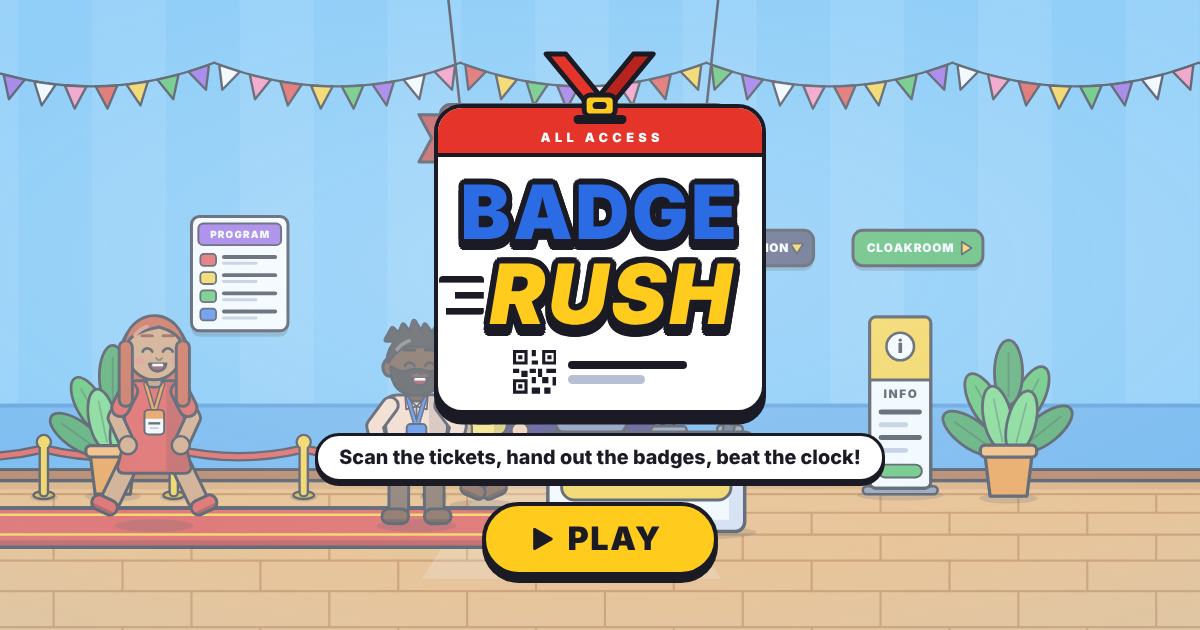 ALL ACCESS
BADGE
RUSH
PROGRAM
CLOAKROOM
INFO
Scan the tickets, hand out the badges, beat the clock!
PLAY